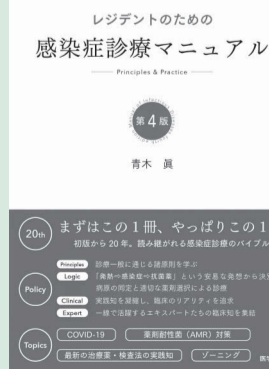 レジデントのための
感染症診療マニュアル
Principles & Practice
第4版
青木 眞
20th
まずはこの1冊、やっぱりこの1
初版から20年。読み継がれる感染症診療のバイブル
Policy
Principles 診療一般に通じる諸原則を学ぶ
Logic 「発熱=感染症=抗菌薬」という安易な発想から決
病原の同定と適切な薬剤選択による診療
Clinical 実践知を凝縮し、臨床のリアリティを追求
Expert 一線で活躍するエキスパートたちの臨床知を集結
Topics
COVID-19 薬剤耐性菌(AMR)対策
最新の治療薬・検査法の実践知 ゾーニング